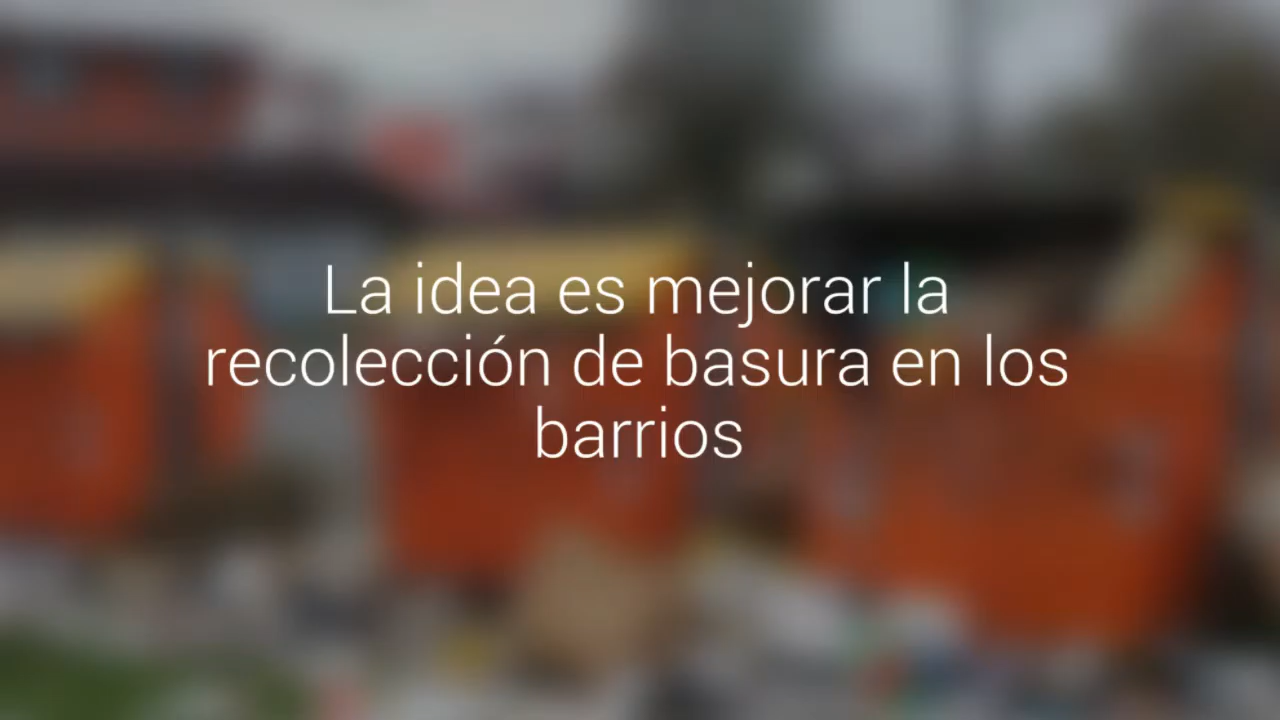 La idea es mejorar la
recolección de basura en los
barrios